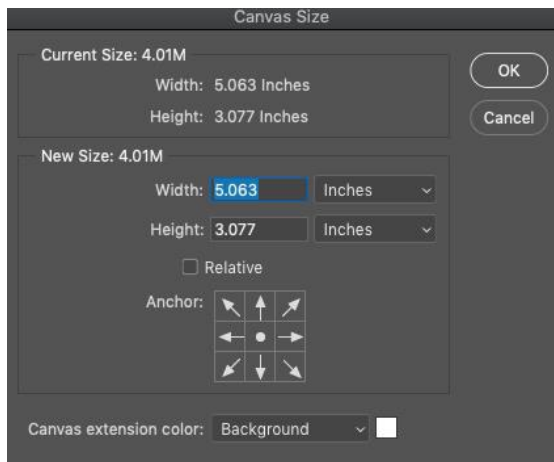 Canvas Size
Current Size: 4.01M
Width: 5.063 Inches
Height: 3.077 Inches
OK
Cancel
New Size: 4.01M
Width: 5.063 Inches
Height: 3.077 Inches
Relative
Anchor:
Canvas extension color: Background